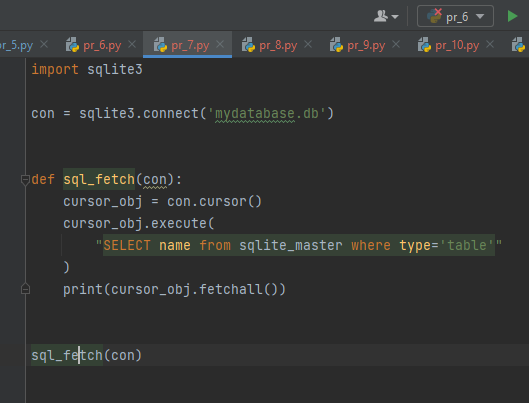 pr_6
r_5.py pr_6.py pr_7.py pr_8.py pr_9.py pr_10.py
import sqlite3
con = sqlite3.connect('mydatabase.db')
def sql_fetch(con):
    cursor_obj = con.cursor()
    cursor_obj.execute(
        "SELECT name from sqlite_master where type='table'"
    )
    print(cursor_obj.fetchall())
sql_fetch(con)